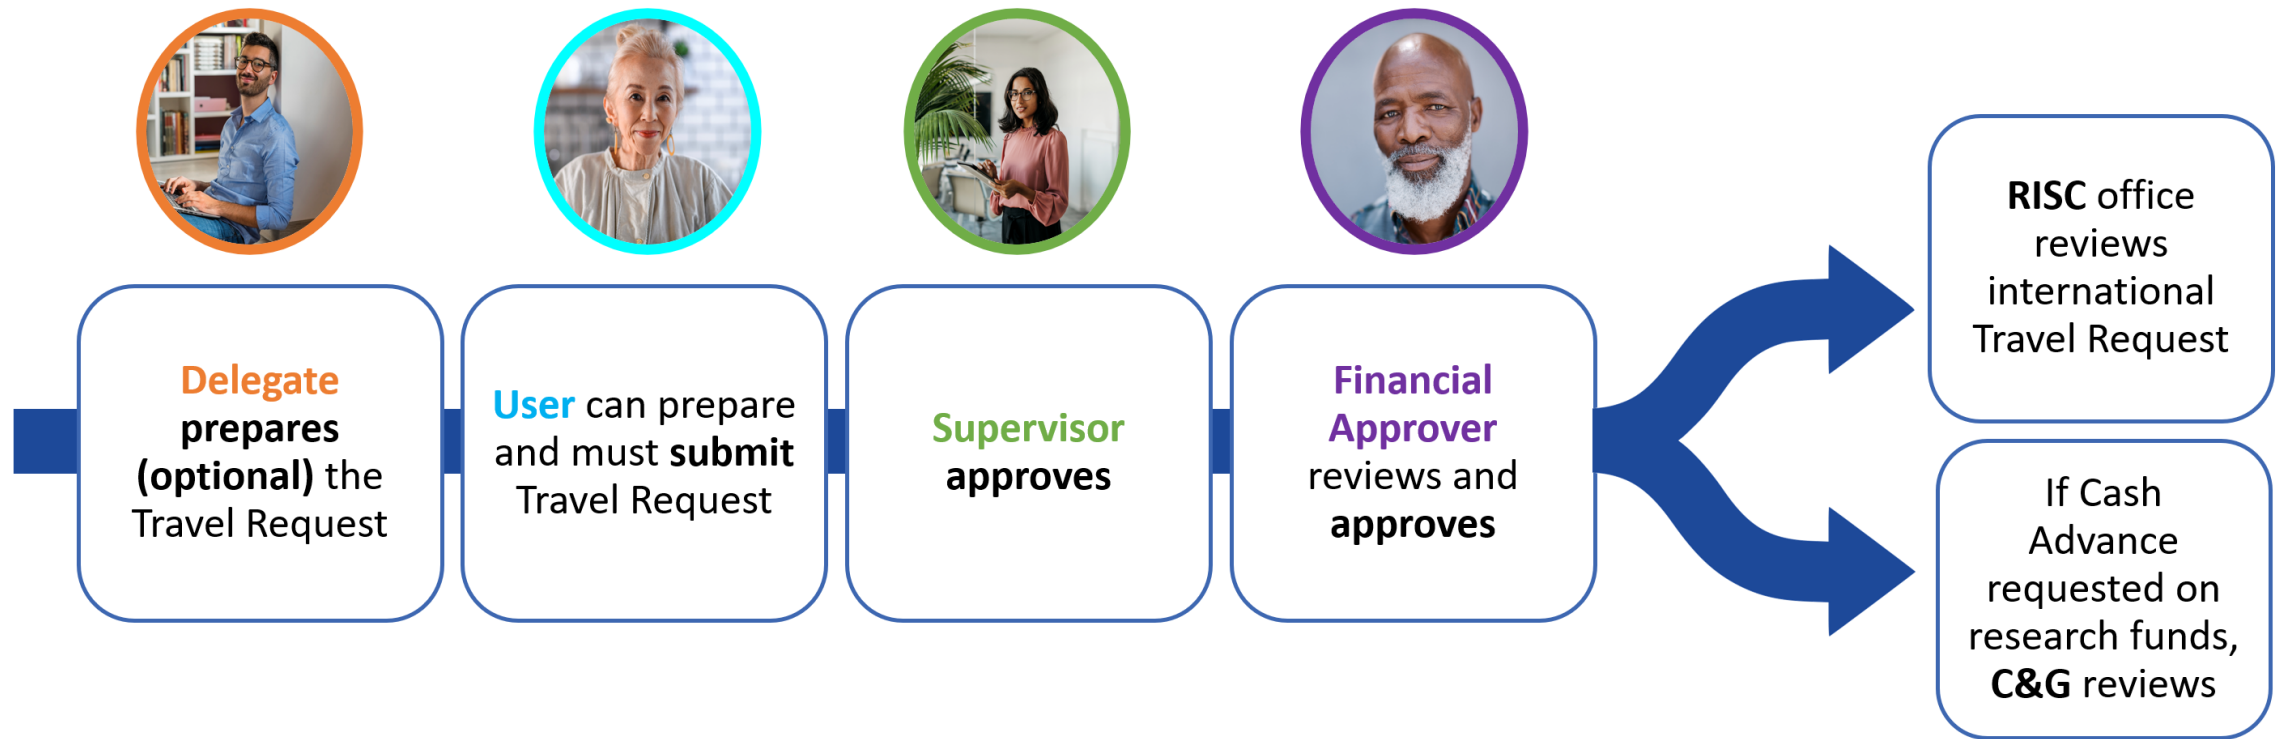 Delegate
prepares
(optional) the
Travel Request
User can prepare
and must submit
Travel Request
Supervisor
approves
Financial
Approver
reviews and
approves
RISC office
reviews
international
Travel Request
If Cash
Advance
requested on
research funds,
C&G reviews